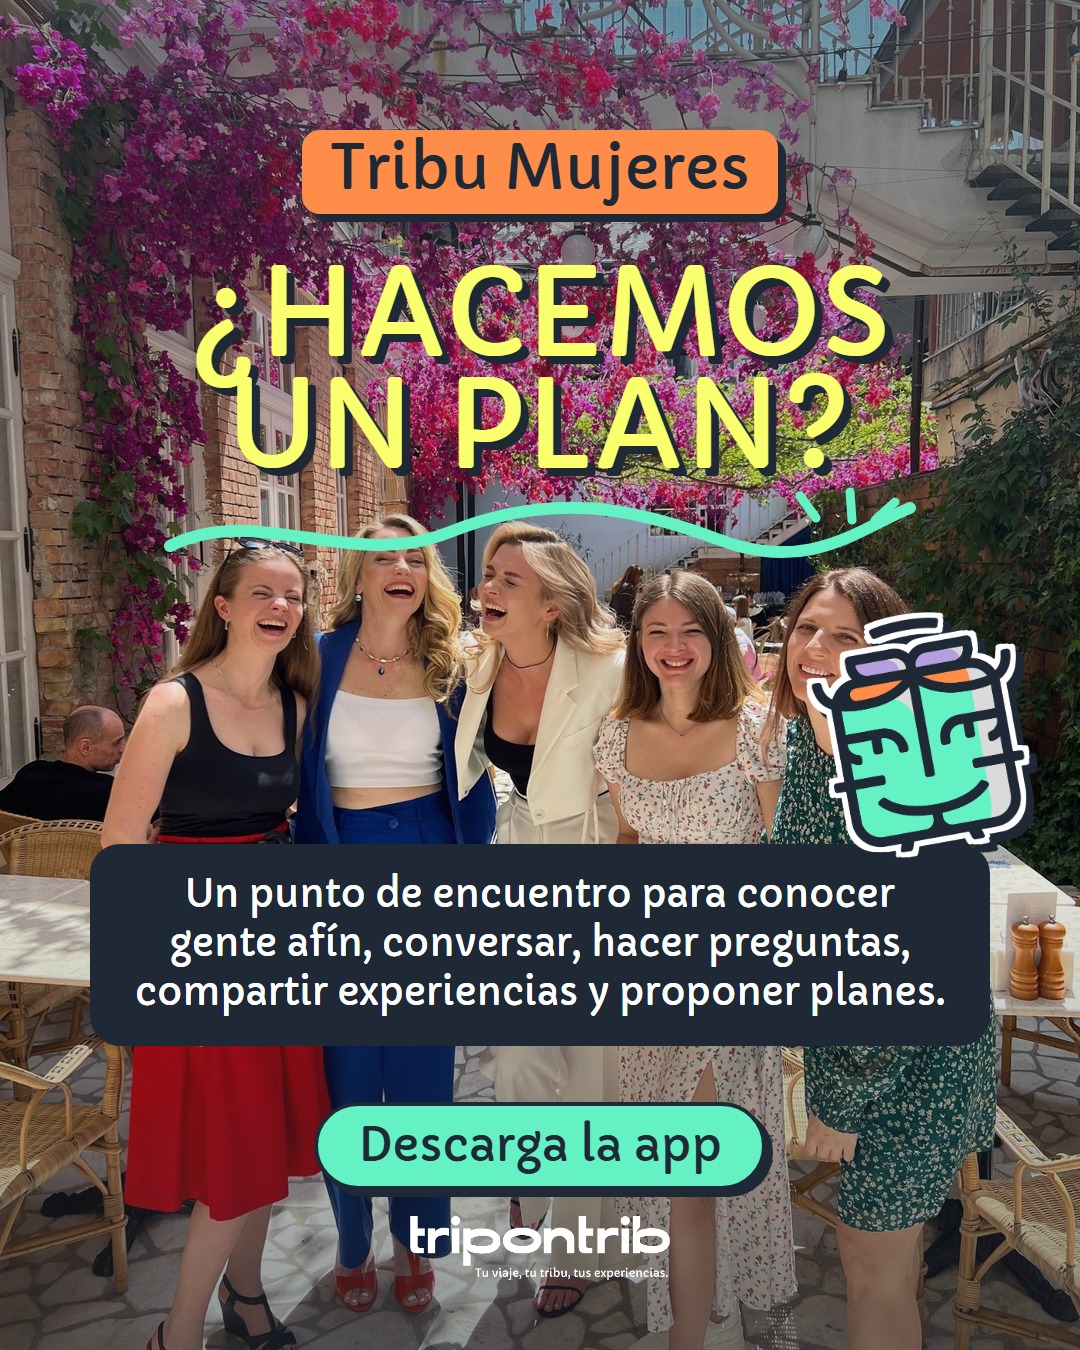 Tribu Mujeres
¿HACEMOS
UN PLAN?
Un punto de encuentro para conocer
gente afín, conversar, hacer preguntas,
compartir experiencias y proponer planes.
Descarga la app
tripontrib
Tu viaje, tu tribu, tus experiencias.